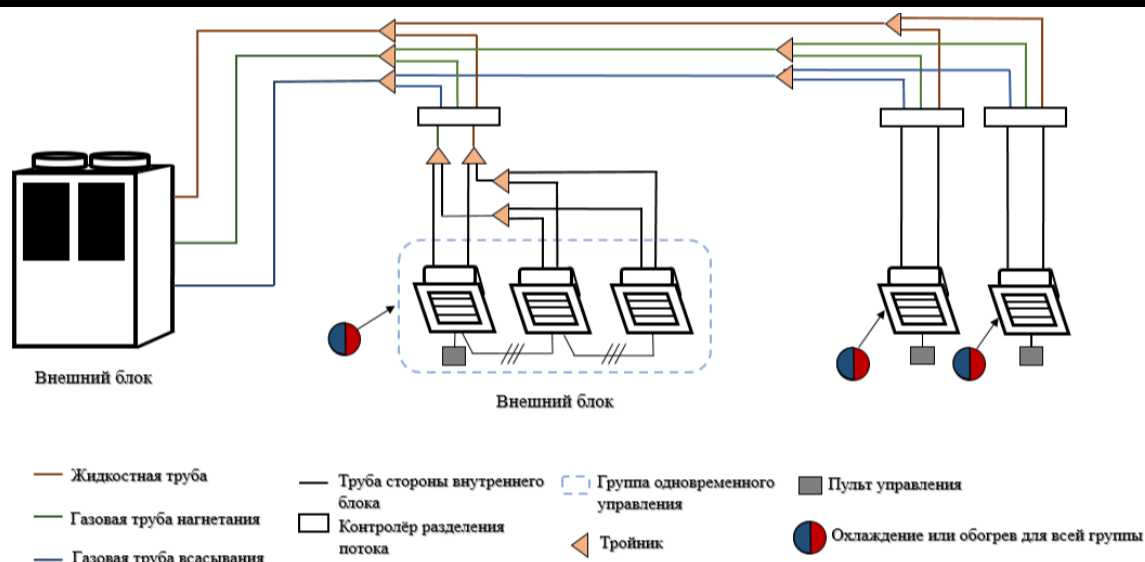 Внешний блок
Внешний блок
Жидкостная труба
Газовая труба нагнетания
Газовая труба всасывания
Труба стороны внутреннего
блока
Контролёр разделения
потока
Группа одновременного
управления
Тройник
Пульт управления
Охлаждение или обогрев для всей группы